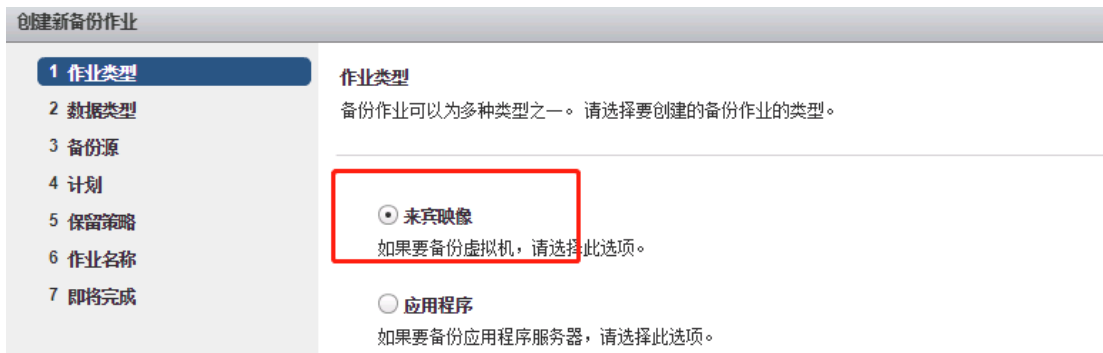 创建新备份作业
1 作业类型
2 数据类型
3 备份源
4 计划
5 保留策略
6 作业名称
7 即将完成
作业类型
备份作业可以为多种类型之一。 请选择要创建的备份作业的类型。
来宾映像
如果要备份虚拟机，请选择此选项。
应用程序
如果要备份应用程序服务器，请选择此选项。